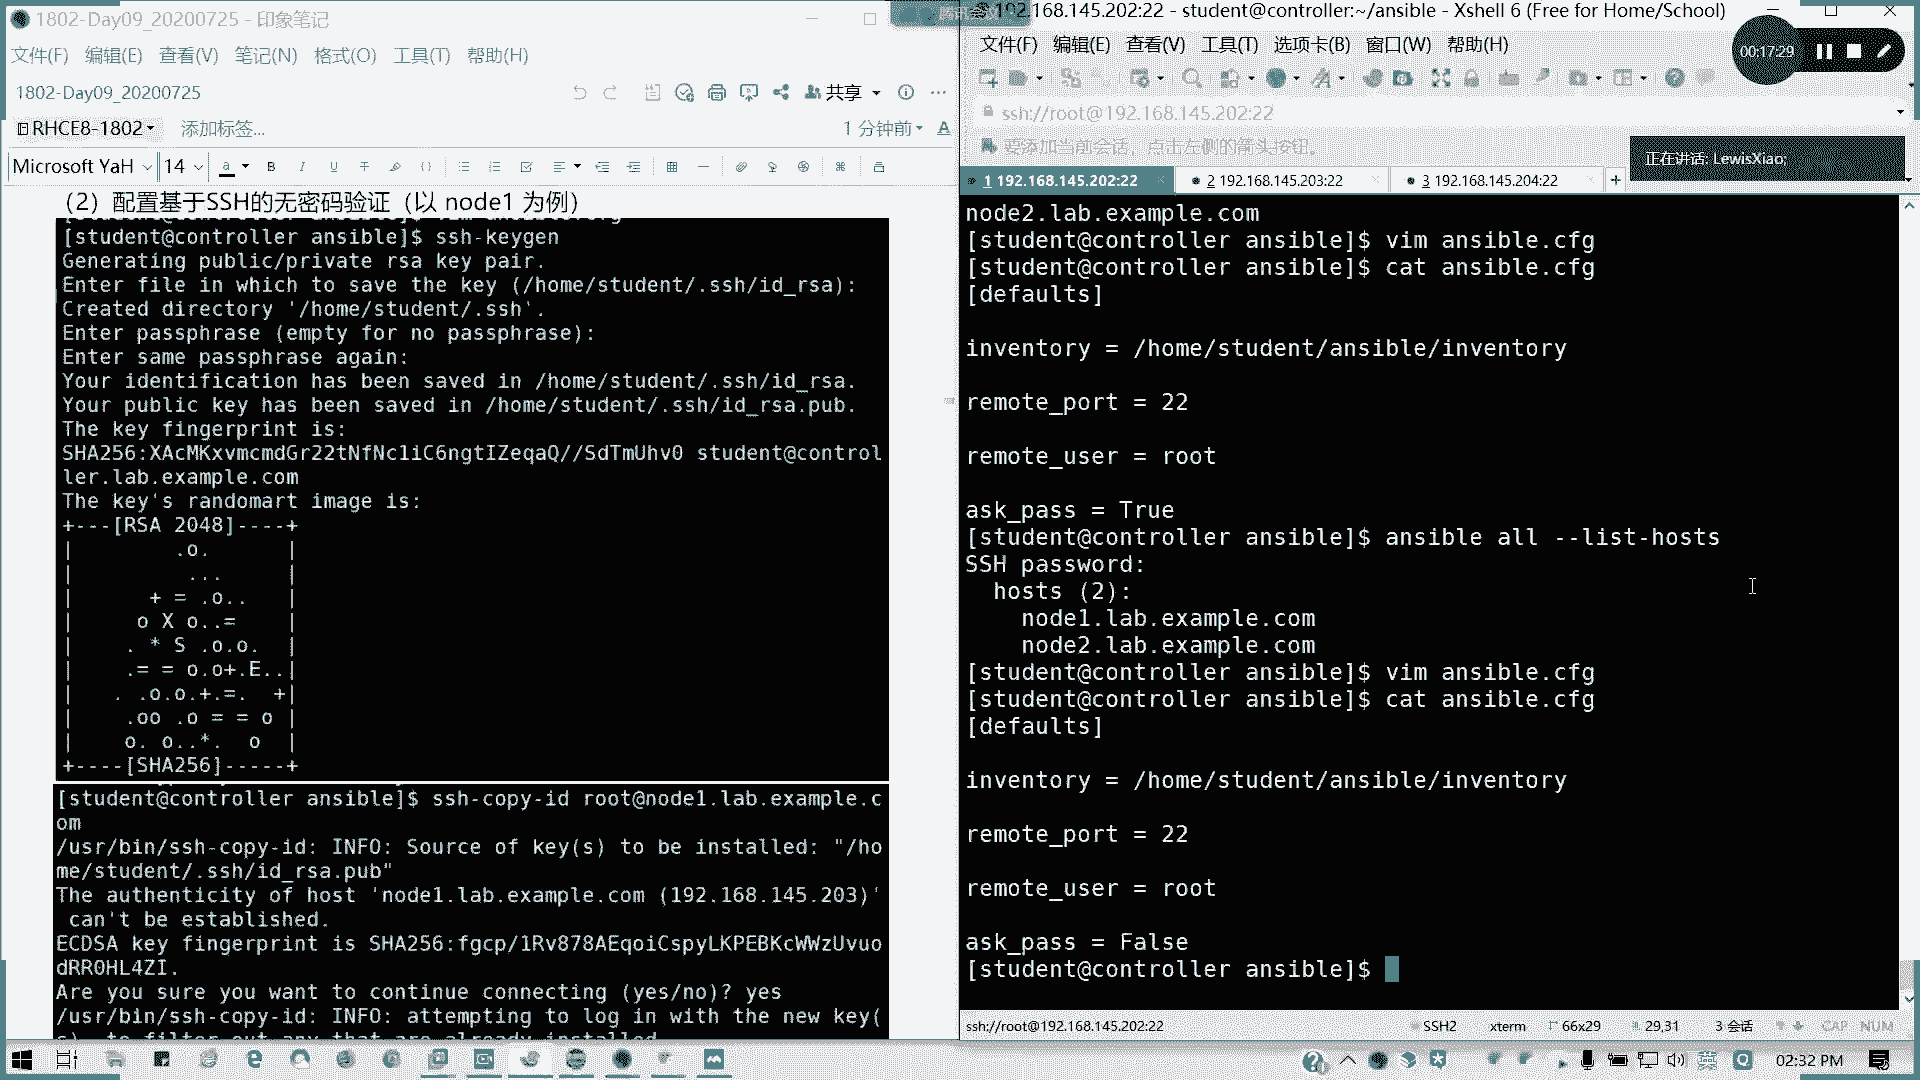 1802-Day09_20200725 - 印象笔记
文件(F) 编辑(E) 查看(V) 笔记(N) 格式(O) 工具(T) 帮助(H)
1802-Day09_20200725
共享
RHCE8-1802
添加标签...
1 分钟前
Microsoft YaH 14
（2）配置基于SSH的无密码验证（以 node1 为例）
[student@controller ansible]$ ssh-keygen
Generating public/private rsa key pair.
Enter file in which to save the key (/home/student/.ssh/id_rsa):
Created directory '/home/student/.ssh'.
Enter passphrase (empty for no passphrase):
Enter same passphrase again:
Your identification has been saved in /home/student/.ssh/id_rsa.
Your public key has been saved in /home/student/.ssh/id_rsa.pub.
The key fingerprint is:
SHA256:XAcMKxvmcmdGr22tNfNc1iC6ngtIZeqaQ//SdTmUhv0 student@control
ler.lab.example.com
The key's randomart image is:
+---[RSA 2048]----+
|        .o.      |
|         ...     |
|      + = .o..   |
|     o X o..=    |
|    . * S .o.o.  |
|    .= = o.o+.E..|
|   . .o.o.+.=.  +|
|    .oo .o = = o |
|    o. o..*.  o  |
+----[SHA256]-----+
[student@controller ansible]$ ssh-copy-id root@node1.lab.example.c
om
/usr/bin/ssh-copy-id: INFO: Source of key(s) to be installed: "/ho
me/student/.ssh/id_rsa.pub"
The authenticity of host 'node1.lab.example.com (192.168.145.203)'
can't be established.
ECDSA key fingerprint is SHA256:fgcp/1Rv878AEqoiCspyLKPEBKcWWzUvuo
dRR0HL4ZI.
Are you sure you want to continue connecting (yes/no)? yes
/usr/bin/ssh-copy-id: INFO: attempting to log in with the new key(
s), to filter out any that are already installed
192.168.145.202:22 - student@controller:~/ansible - Xshell 6 (Free for Home/School)
文件(F) 编辑(E) 查看(V) 工具(T) 选项卡(B) 窗口(W) 帮助(H)
00:17:29
ssh://root@192.168.145.202:22
要添加当前会话，点击左侧的箭头按钮。
正在讲话: LewisXiao;
1 192.168.145.202:22
2 192.168.145.203:22
3 192.168.145.204:22
node2.lab.example.com
[student@controller ansible]$ vim ansible.cfg
[student@controller ansible]$ cat ansible.cfg
[defaults]
inventory = /home/student/ansible/inventory
remote_port = 22
remote_user = root
ask_pass = True
[student@controller ansible]$ ansible all --list-hosts
SSH password:
hosts (2):
node1.lab.example.com
node2.lab.example.com
[student@controller ansible]$ vim ansible.cfg
[student@controller ansible]$ cat ansible.cfg
[defaults]
inventory = /home/student/ansible/inventory
remote_port = 22
remote_user = root
ask_pass = False
[student@controller ansible]$
ssh://root@192.168.145.202:22
SSH2
xterm
66x29
29,31
3 会话
CAP NUM
英
02:32 PM